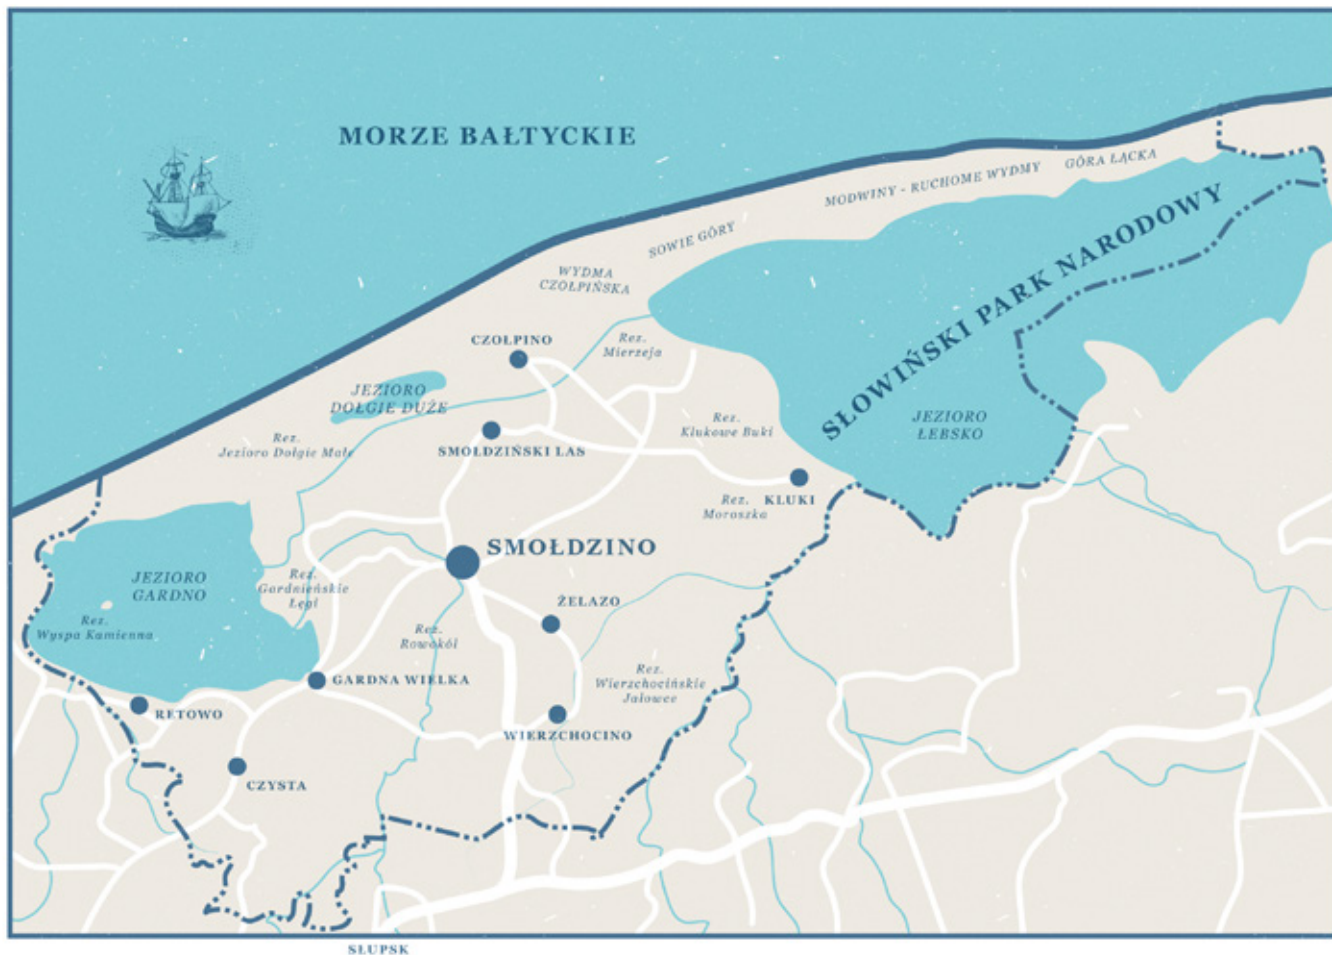 MORZE BAŁTYCKIE
GÓRA ŁĄCKA
MODWINY - RUCHOME WYDMY
SOWIE GÓRY
SŁOWIŃSKI PARK NARODOWY
WYDMA
CZOŁPIŃSKA
CZOŁPINO
Rez.
Mierzeja
JEZIORO
DOŁGIE DUŻE
Rez.
Klukowe Buki
JEZIORO
ŁEBSKO
Rez.
Jezioro Dołgie Małe
SMOŁDZIŃSKI LAS
Rez.
Moroszka
KLUKI
SMOŁDZINO
JEZIORO
GARDNO
Rez.
Gardnieńskie
Łęgi
ŻELAZO
Rez.
Wyspa Kamienna
Rez.
Rowokół
Rez.
Wierzchocińskie
Jałowce
GARDNA WIELKA
RETOWO
WIERZCHOCINO
CZYSTA
SŁUPSK